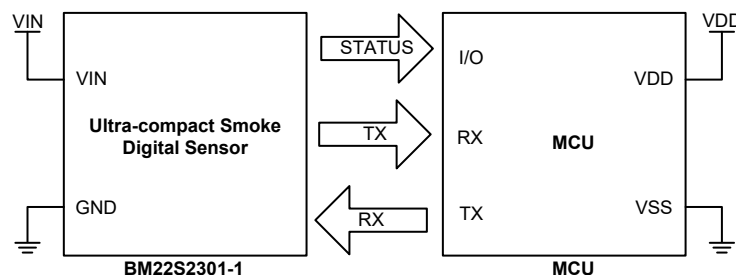 VIN
VDD
STATUS
I/O
VIN
VDD
Ultra-compact Smoke
Digital Sensor
TX
RX
MCU
GND
RX
TX
VSS
BM22S2301-1
MCU